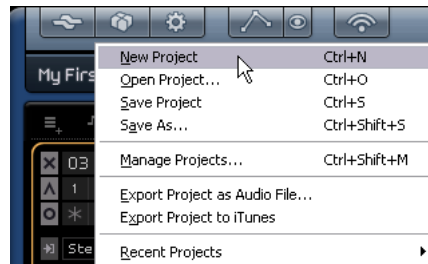 New Project Ctrl+N
My Firs
Open Project... Ctrl+O
Save Project Ctrl+S
Save As... Ctrl+Shift+S
Manage Projects... Ctrl+Shift+M
03
1
Export Project as Audio File...
Export Project to iTunes
Ste
Recent Projects